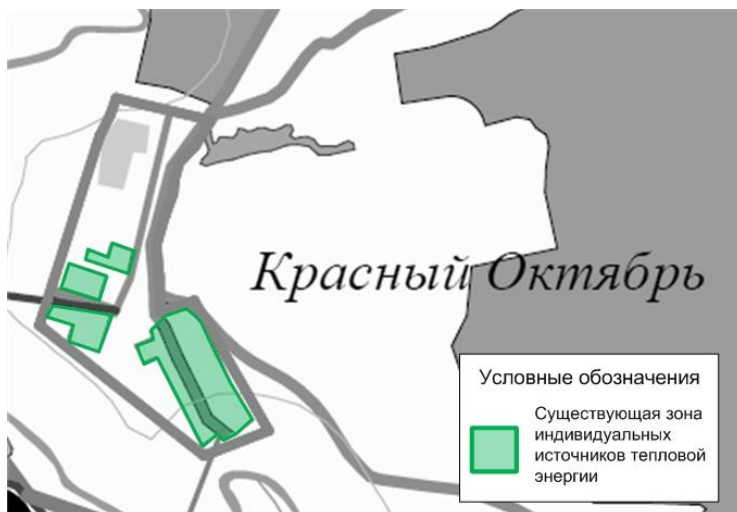 Красный Октябрь
Условные обозначения
Существующая зона
индивидуальных
источников тепловой
энергии